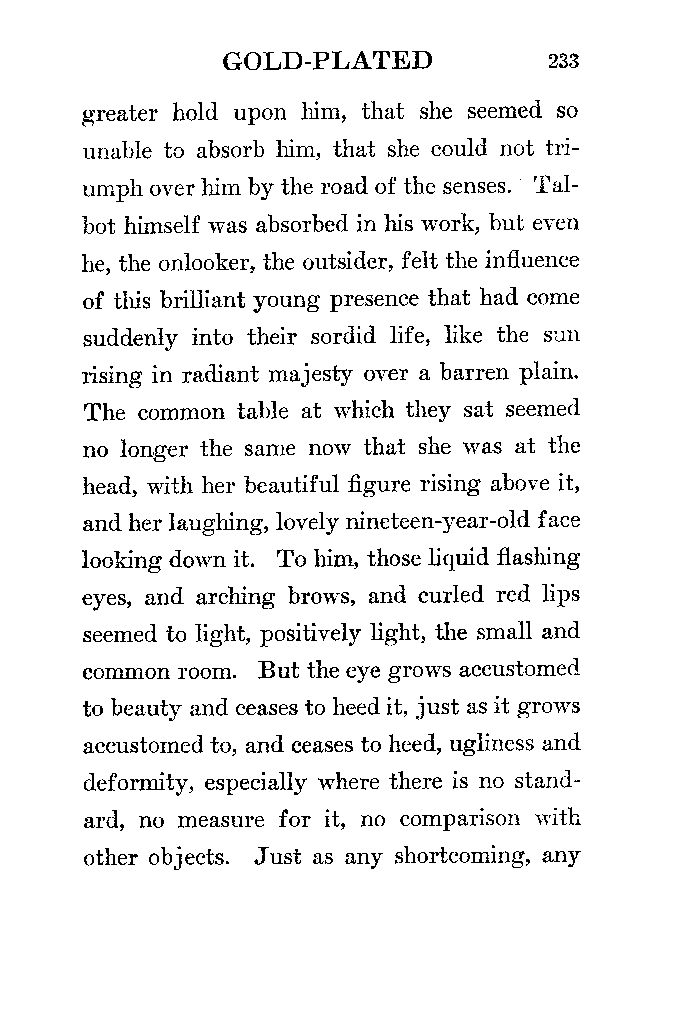 GOLD-PLATED 233
greater hold upon him, that she seemed so
unable to absorb him, that she could not tri-
umph over him by the road of the senses. Tal-
bot himself was absorbed in his work, but even
he, the onlooker, the outsider, felt the influence
of this brilliant young presence that had come
suddenly into their sordid life, like the sun
rising in radiant majesty over a barren plain.
The common table at which they sat seemed
no longer the same now that she was at the
head, with her beautiful figure rising above it,
and her laughing, lovely nineteen-year-old face
looking down it. To him, those liquid flashing
eyes, and arching brows, and curled red lips
seemed to light, positively light, the small and
common room. But the eye grows accustomed
to beauty and ceases to heed it, just as it grows
accustomed to, and ceases to heed, ugliness and
deformity, especially where there is no stand-
ard, no measure for it, no comparison with
other objects. Just as any shortcoming, any